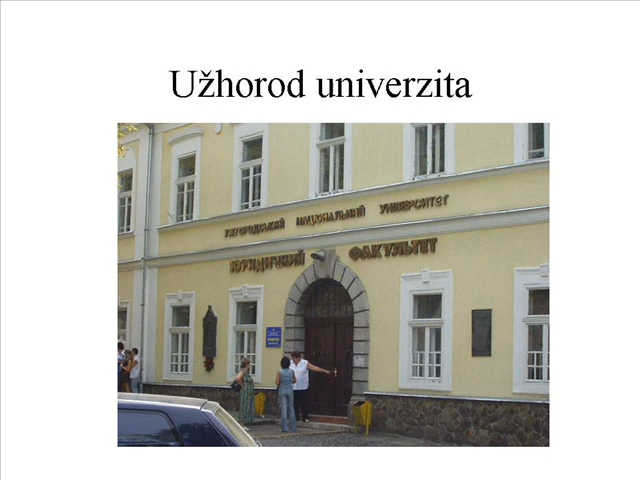 Užhorod univerzita
УЖГОРОДСЬКИЙ НАЦІОНАЛЬНИЙ УНІВЕРСИТЕТ
ЮРИДИЧНИЙ ФАКУЛЬТЕТ